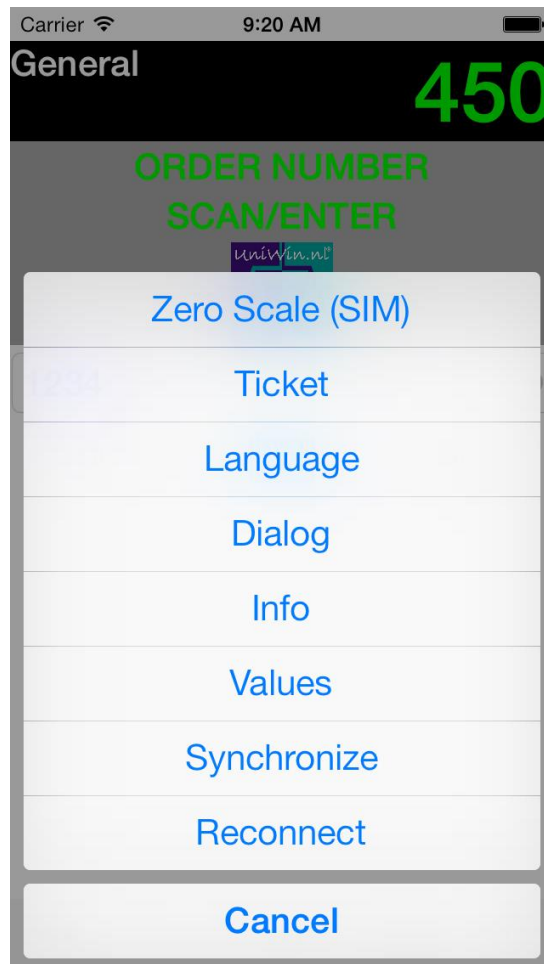 Carrier 9:20 AM
General
450
ORDER NUMBER
SCAN/ENTER
UniWin.nl
Zero Scale (SIM)
1234
Ticket
Language
Dialog
Info
Values
Synchronize
Reconnect
Cancel